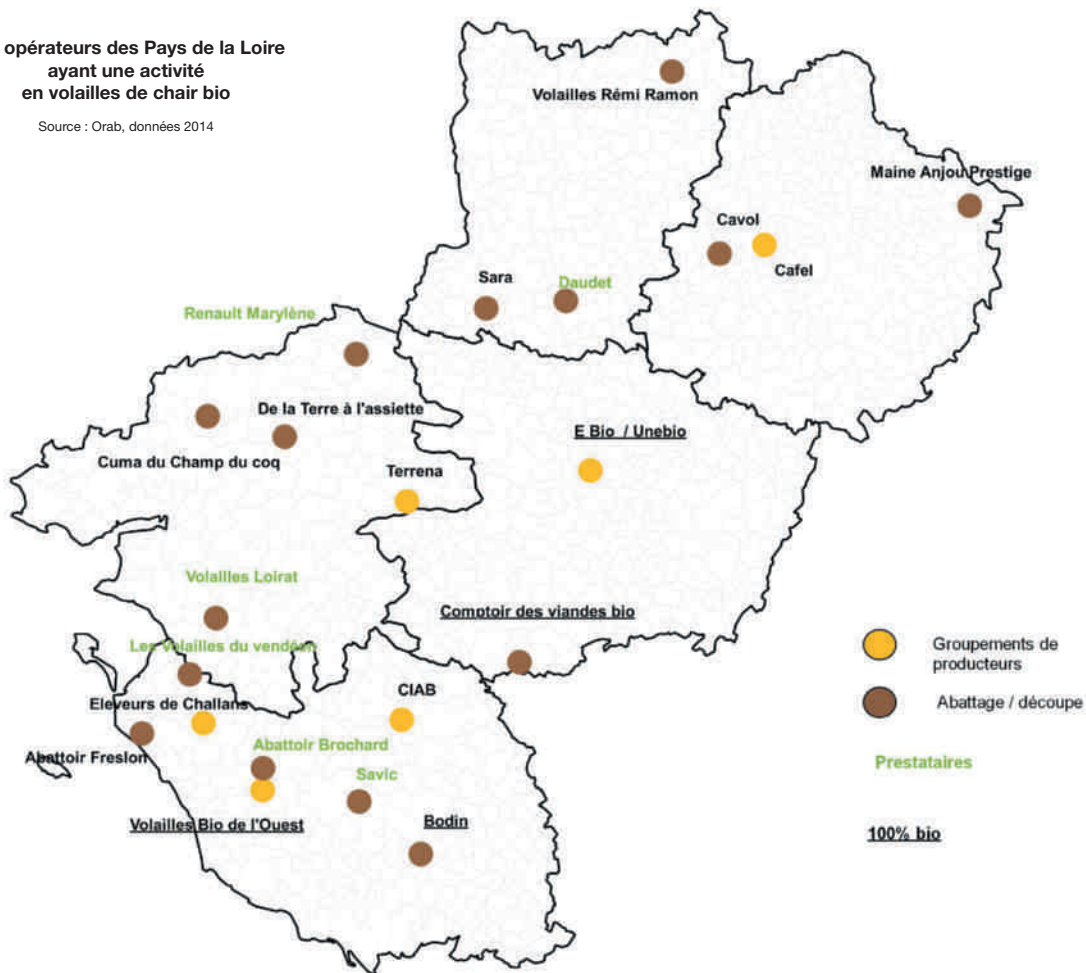 opérateurs des Pays de la Loire
ayant une activité
en volailles de chair bio
Source : Orab, données 2014
Volailles Rémi Ramon
Maine Anjou Prestige
Cavol
Cafel
Sara
Daudet
Renault Marylène
De la Terre à l'assiette
Cuma du Champ du coq
E Bio / Unebio
Terrena
Volailles Loirat
Comptoir des viandes bio
Les Volailles du vendéen
Eleveurs de Challans
CIAB
Abattoir Freslon
Abattoir Brochard
Savic
Volailles Bio de l'Ouest
Bodin
Groupements de
producteurs
Abattage / découpe
Prestataires
100% bio